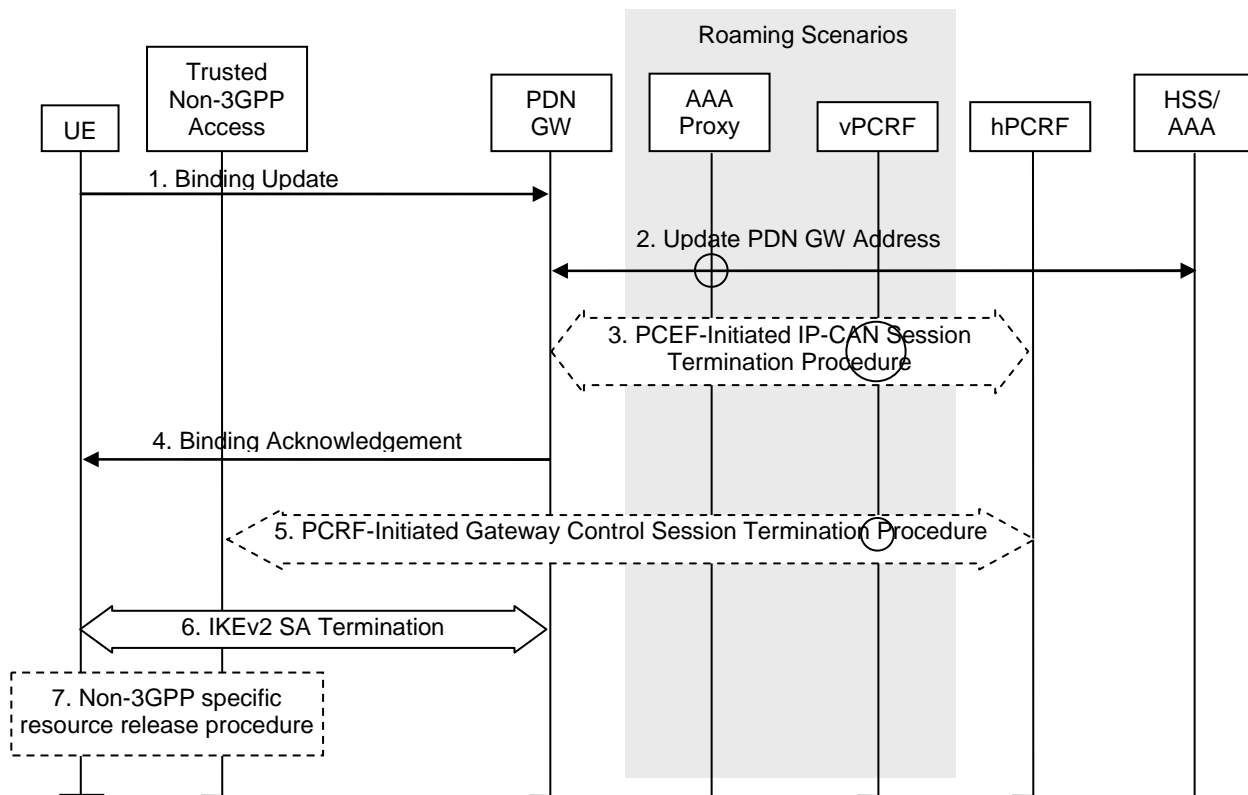 Roaming Scenarios
UE
Trusted
Non-3GPP
Access
PDN
GW
AAA
Proxy
vPCRF
hPCRF
HSS/
AAA
1. Binding Update
2. Update PDN GW Address
3. PCEF-Initiated IP-CAN Session
Termination Procedure
4. Binding Acknowledgement
5. PCRF-Initiated Gateway Control Session Termination Procedure
6. IKEv2 SA Termination
7. Non-3GPP specific
resource release procedure